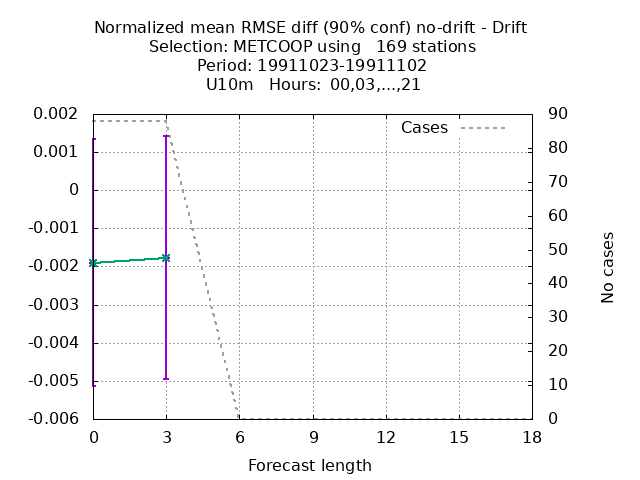 Normalized mean RMSE diff (90% conf) no-drift - Drift
Selection: METCOOP using 169 stations
Period: 19911023-19911102
U10m Hours: 00,03,...,21
Cases
0.002
0.001
0
-0.001
-0.002
-0.003
-0.004
-0.005
-0.006
90
80
70
60
50
40
30
20
10
0
No cases
0 3 6 9 12 15 18
Forecast length